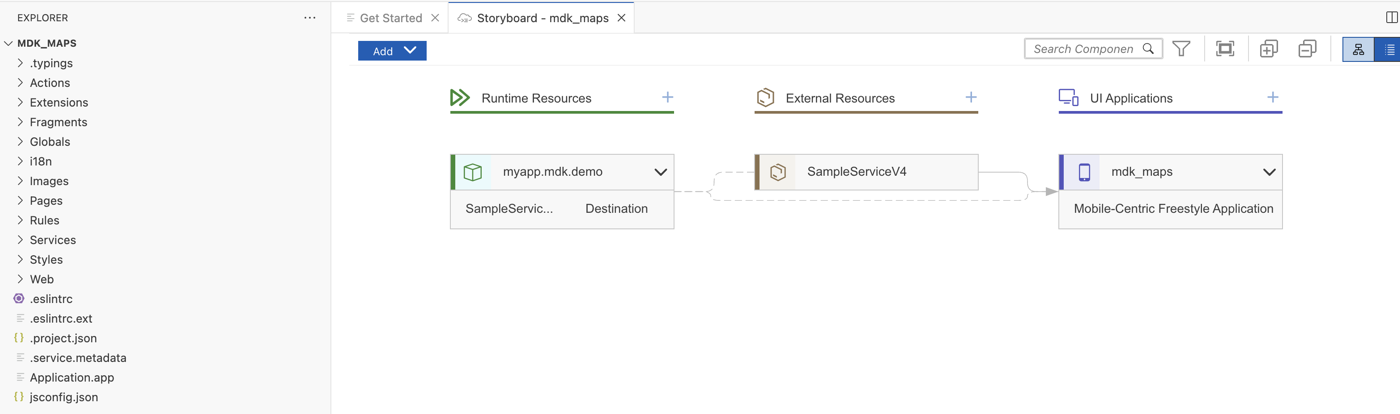 EXPLORER
···
MDK_MAPS
.typings
Actions
Extensions
Fragments
Globals
i18n
Images
Pages
Rules
Services
Styles
Web
.eslintrc
.eslintrc.ext
{} .project.json
.service.metadata
Application.app
{} jsconfig.json
Get Started
Storyboard - mdk_maps
Add
Search Componen
Runtime Resources
External Resources
UI Applications
myapp.mdk.demo
SampleServiceV4
mdk_maps
SampleServic... Destination
Mobile-Centric Freestyle Application